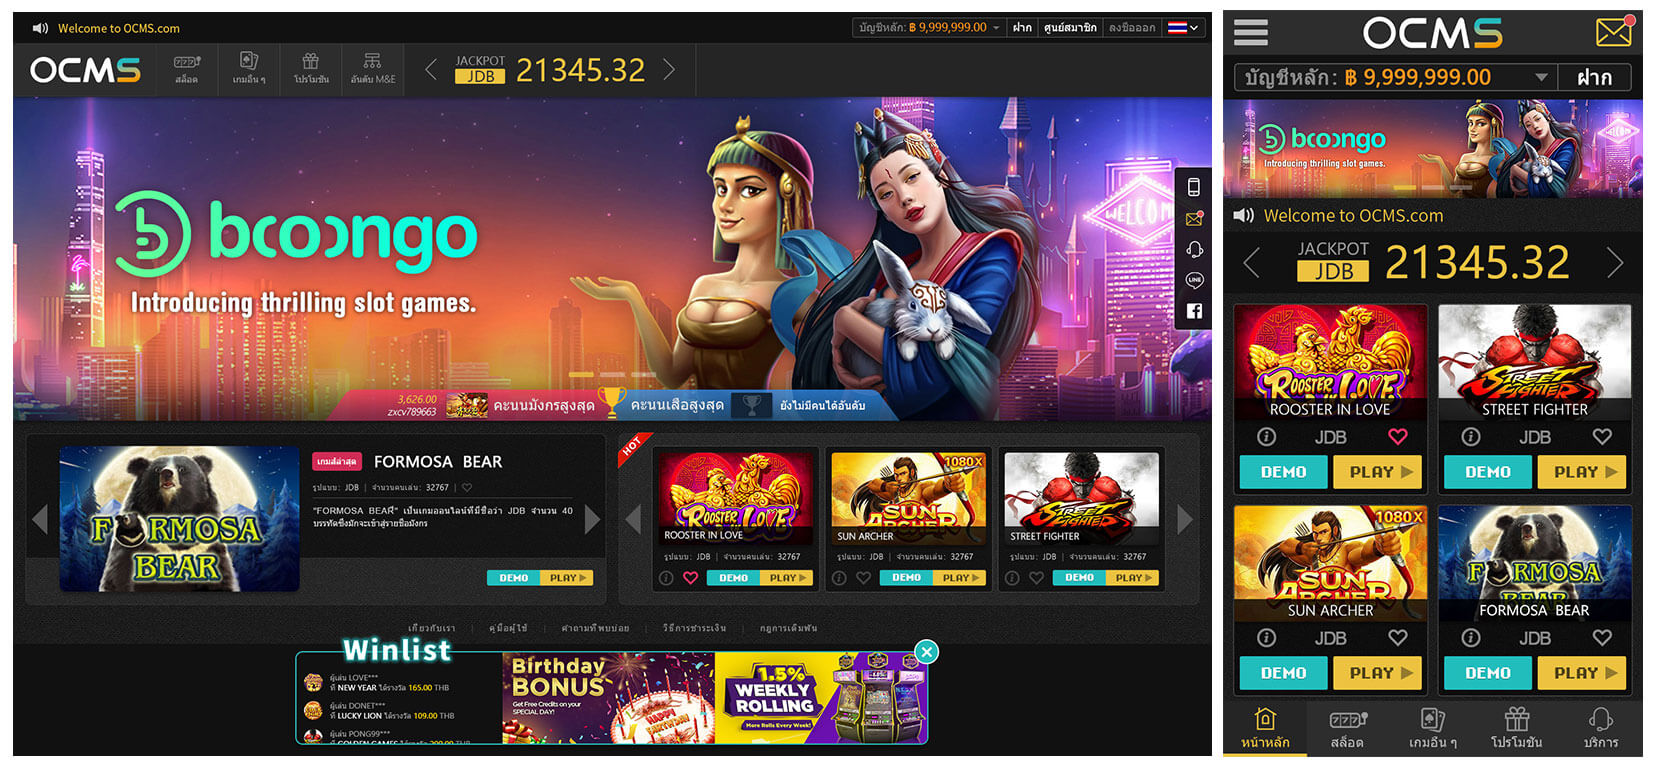 Welcome to OCMS.com
บัญชีหลัก: ฿ 9,999,999.00 ฝาก ศูนย์สมาชิก ลงชื่อออก
OCMS
สล็อต เกมอื่น ๆ โปรโมชัน อันดับ M&E
JACKPOT
JDB
21345.32
booongo
Introducing thrilling slot games.
WELCOME
LINE
3,626.00
zxcv789663
คะแนนมังกรสูงสุด คะแนนเสือสูงสุด ยังไม่มีคนได้อันดับ
FORMOSA
BEAR
เกมส์ล่าสุด FORMOSA BEAR
รูปแบบ: JDB | จำนวนคนเล่น: 32767 |
"FORMOSA BEAR" เป็นเกมออนไลน์ที่มีชื่อว่า JDB จำนวน 40
บรรทัดซึ่งมักจะเข้าสู่รายชื่อมังกร
DEMO PLAY
HOT
ROOSTER IN LOVE
รูปแบบ: JDB | จำนวนคนเล่น: 32767
DEMO PLAY
1080X
SUN
ARCHER
SUN ARCHER
รูปแบบ: JDB | จำนวนคนเล่น: 32767
DEMO PLAY
STREET
FIGHTER
STREET FIGHTER
รูปแบบ: JDB | จำนวนคนเล่น: 32767
DEMO PLAY
เกี่ยวกับเรา | คู่มือผู้ใช้ | คำถามที่พบบ่อย | วิธีการชำระเงิน | กฎการเดิมพัน
Winlist
ผู้เล่น LOVE***
ที่ NEW YEAR ได้รางวัล 165.00 THB
ผู้เล่น DONET***
ที่ LUCKY LION ได้รางวัล 109.00 THB
ผู้เล่น PONG99***
Birthday
BONUS
Get Free Credits on your
SPECIAL DAY!
HAPPY
BIRTHDAY
1.5%
WEEKLY
ROLLING
More Rolls Every Week!
OCMS
บัญชีหลัก: ฿ 9,999,999.00 ฝาก
booongo
Introducing thrilling slot games.
WELCOME
Welcome to OCMS.com
JACKPOT
JDB
21345.32
ROOSTER IN LOVE
JDB
DEMO PLAY
STREET
FIGHTER
STREET FIGHTER
JDB
DEMO PLAY
1080X
SUN
ARCHER
SUN ARCHER
JDB
DEMO PLAY
FORMOSA
BEAR
FORMOSA BEAR
JDB
DEMO PLAY
หน้าหลัก สล็อต เกมอื่น ๆ โปรโมชัน บริการ